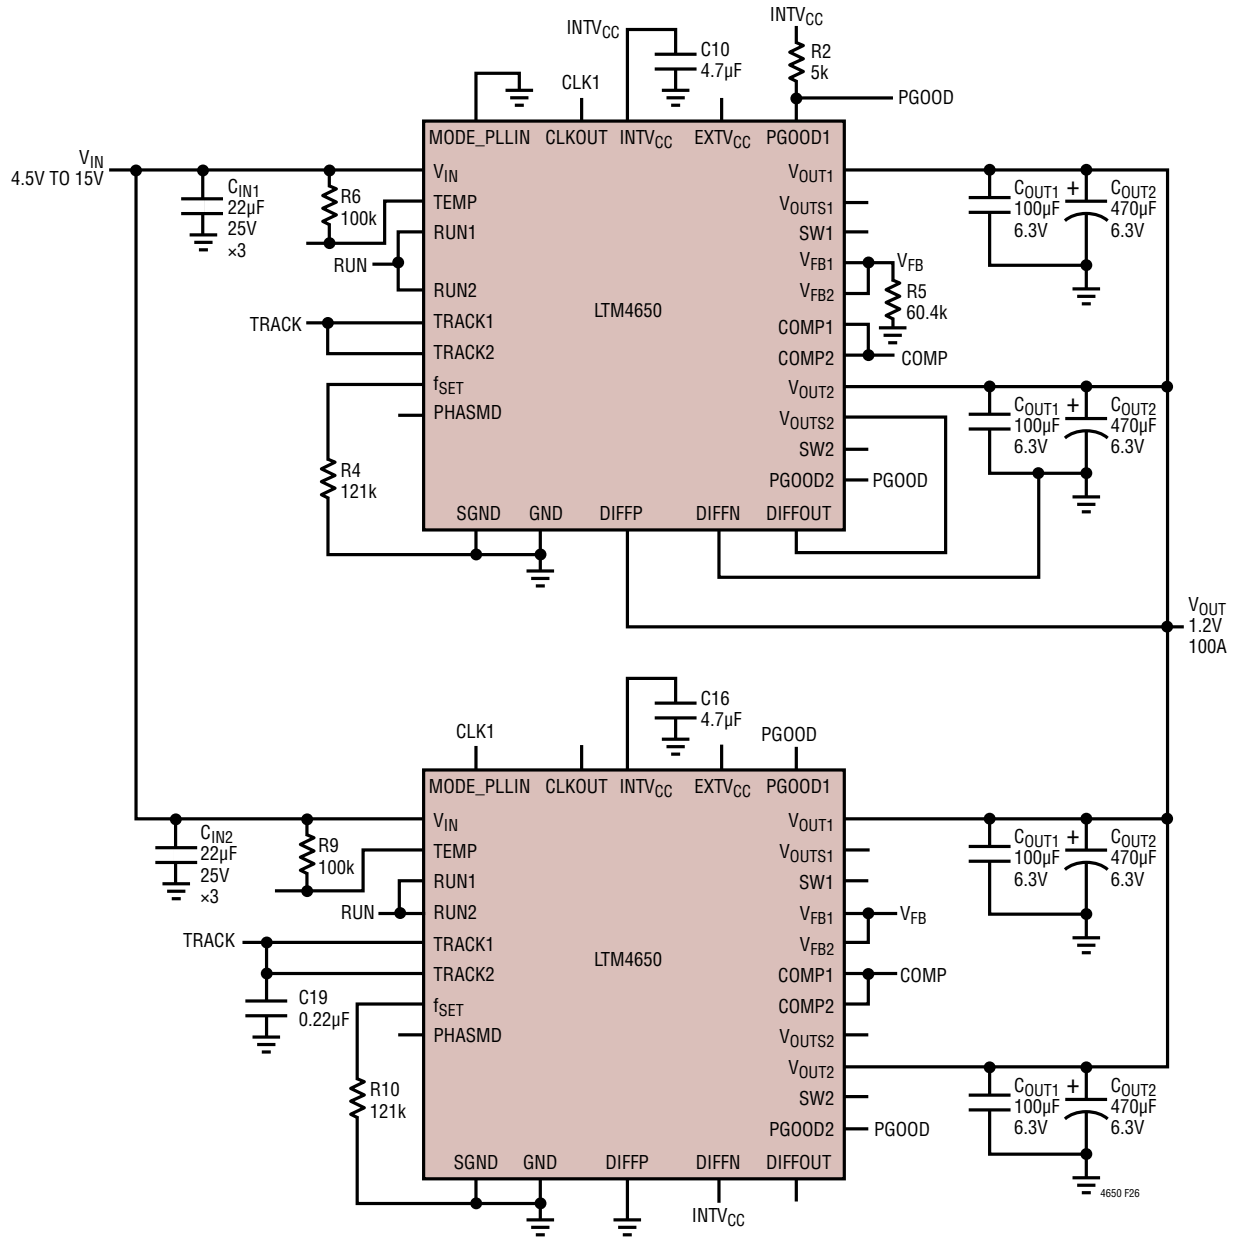 INTVCC
INTVCC
C10
4.7µF
R2
5k
CLK1
PGOOD
MODE_PLLIN CLKOUT INTVCC EXTVCC PGOOD1
VIN
4.5V TO 15V
CIN1
22µF
25V
×3
R6
100k
VIN
TEMP
RUN1
RUN
RUN2
TRACK
TRACK1
TRACK2
fSET
PHASMD
R4
121k
LTM4650
VOUT1
VOUTS1
SW1
VFB1
VFB
VFB2
R5
60.4k
COMP1
COMP2
COMP
VOUT2
VOUTS2
SW2
PGOOD2
PGOOD
COUT1
100µF
6.3V
+
COUT2
470µF
6.3V
COUT1
100µF
6.3V
+
COUT2
470µF
6.3V
SGND GND DIFFP DIFFN DIFFOUT
VOUT
1.2V
100A
C16
4.7µF
CLK1
PGOOD
MODE_PLLIN CLKOUT INTVCC EXTVCC PGOOD1
CIN2
22µF
25V
×3
R9
100k
VIN
TEMP
RUN1
RUN
RUN2
TRACK
TRACK1
TRACK2
C19
0.22µF
fSET
PHASMD
R10
121k
LTM4650
VOUT1
VOUTS1
SW1
VFB1
VFB
VFB2
COMP1
COMP
COMP2
VOUTS2
VOUT2
SW2
PGOOD2
PGOOD
COUT1
100µF
6.3V
+
COUT2
470µF
6.3V
COUT1
100µF
6.3V
+
COUT2
470µF
6.3V
SGND GND DIFFP DIFFN DIFFOUT
INTVCC
4650 F26